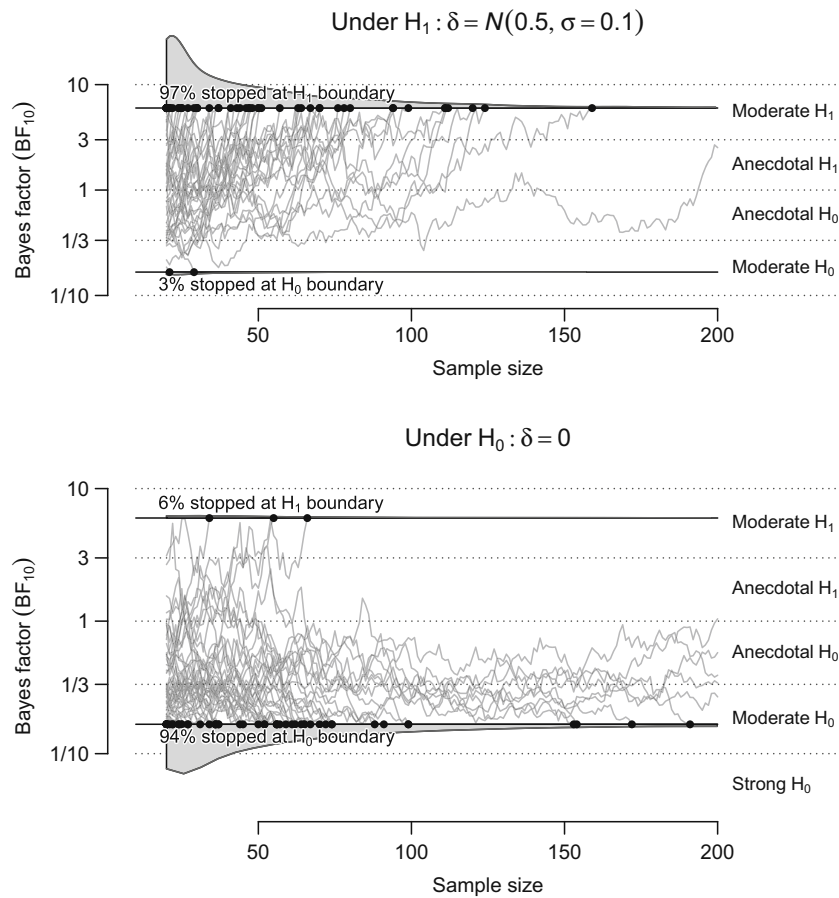 Under H₁ : δ = N(0.5, σ = 0.1)
Bayes factor (BF₁₀)
10
3
1
1/3
1/10
97% stopped at H₁ boundary
3% stopped at H₀ boundary
Moderate H₁
Anecdotal H₁
Anecdotal H₀
Moderate H₀
50 100 150 200
Sample size
Under H₀ : δ = 0
Bayes factor (BF₁₀)
10
3
1
1/3
1/10
6% stopped at H₁ boundary
94% stopped at H₀ boundary
Moderate H₁
Anecdotal H₁
Anecdotal H₀
Moderate H₀
Strong H₀
50 100 150 200
Sample size